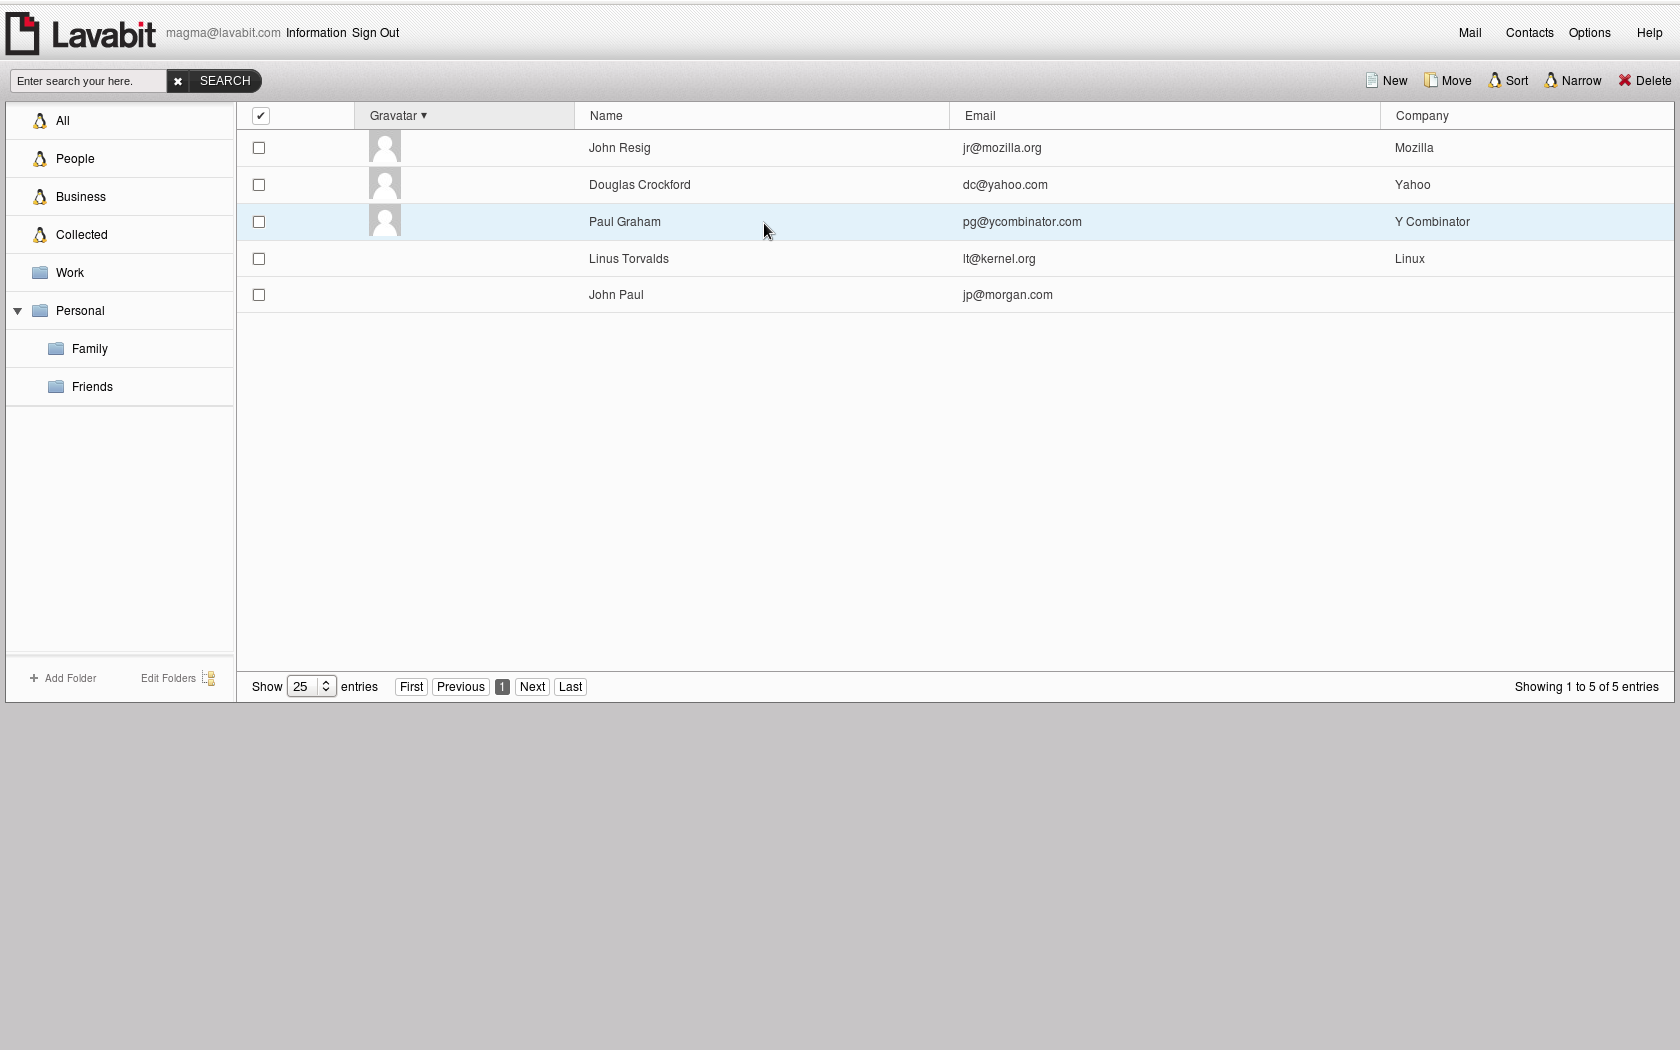 Lavabit magma@lavabit.com Information Sign Out Mail Contacts Options Help
Enter search your here. SEARCH New Move Sort Narrow Delete
All
People
Business
Collected
Work
Personal
Family
Friends
Add Folder Edit Folders
Gravatar Name Email Company
John Resig jr@mozilla.org Mozilla
Douglas Crockford dc@yahoo.com Yahoo
Paul Graham pg@ycombinator.com Y Combinator
Linus Torvalds lt@kernel.org Linux
John Paul jp@morgan.com
Show 25 entries First Previous 1 Next Last Showing 1 to 5 of 5 entries